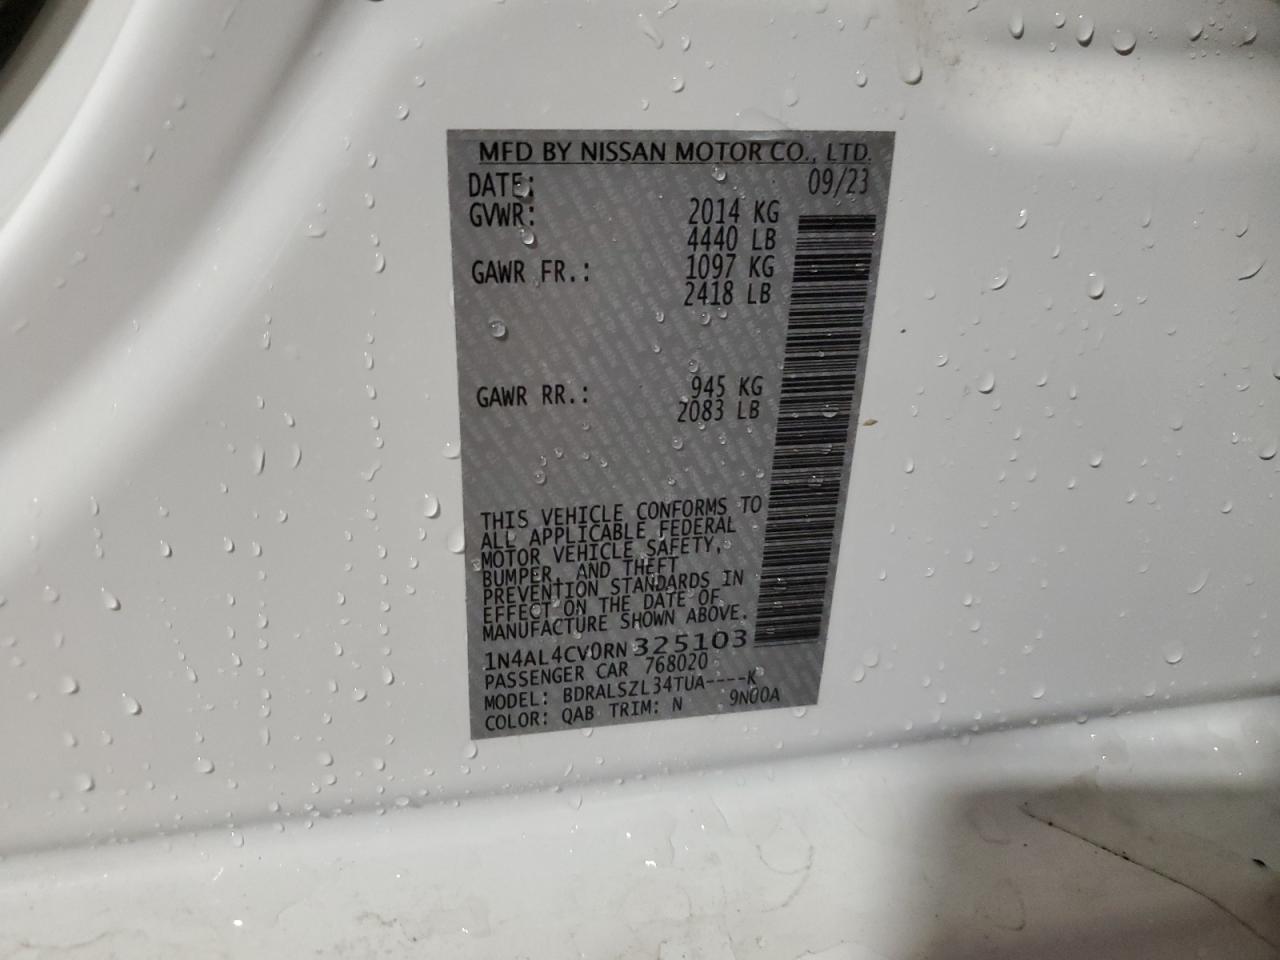 MFD BY NISSAN MOTOR CO., LTD.
DATE: 09/23
GVWR: 2014 KG
4440 LB
GAWR FR.: 1097 KG
2418 LB
GAWR RR.: 945 KG
2083 LB
THIS VEHICLE CONFORMS TO
ALL APPLICABLE FEDERAL
MOTOR VEHICLE SAFETY,
BUMPER, AND THEFT
PREVENTION STANDARDS IN
EFFECT ON THE DATE OF
MANUFACTURE SHOWN ABOVE.
1N4AL4CV0RN325103
PASSENGER CAR 768020
MODEL: BDRALSZL34TUA----K
COLOR: QAB TRIM: N 9N00A